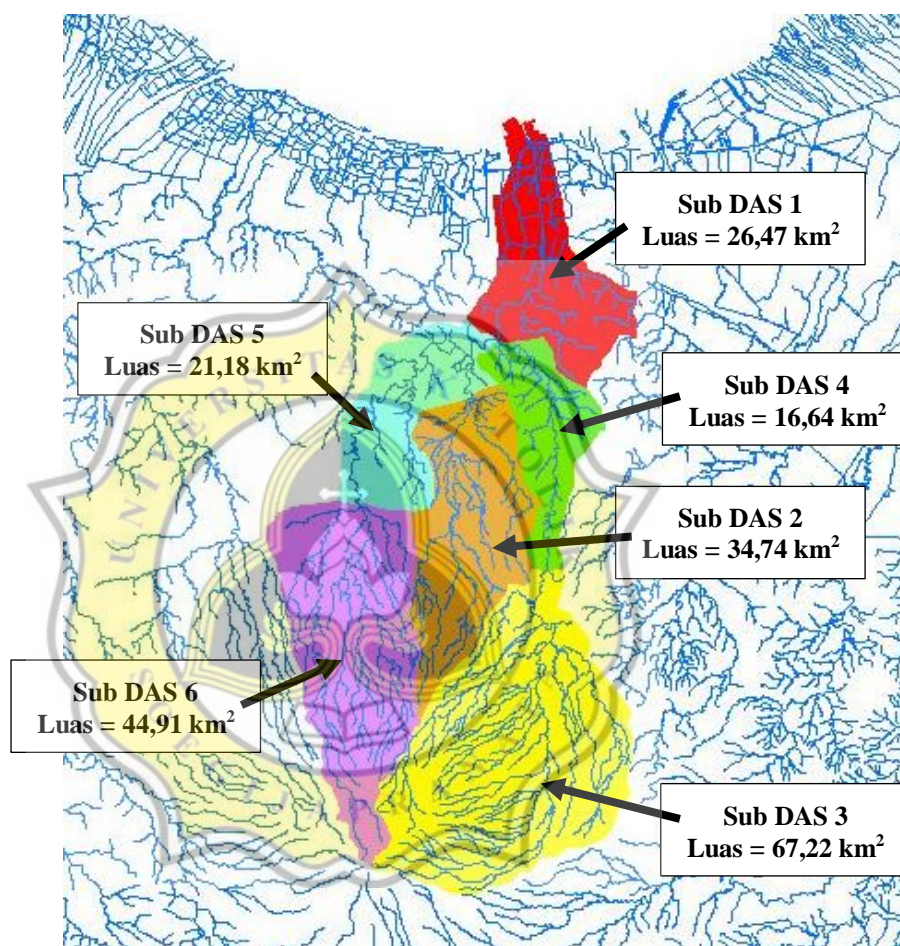 Sub DAS 1
Luas = 26,47 km²
Sub DAS 5
Luas = 21,18 km²
Sub DAS 4
Luas = 16,64 km²
Sub DAS 2
Luas = 34,74 km²
Sub DAS 6
Luas = 44,91 km²
Sub DAS 3
Luas = 67,22 km²